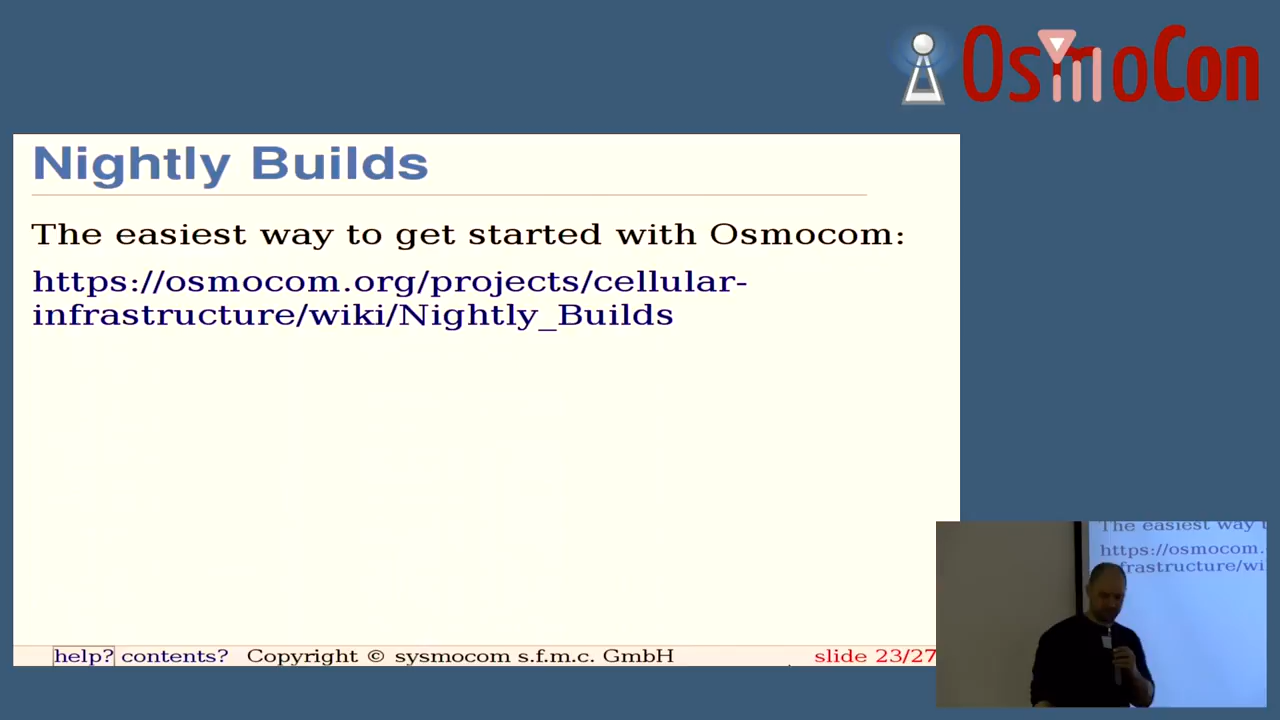 OsmoCon
Nightly Builds
The easiest way to get started with Osmocom:
https://osmocom.org/projects/cellular-
infrastructure/wiki/Nightly_Builds
help? contents? Copyright © sysmocom s.f.m.c. GmbH slide 23/27
The easiest way
https://osmocom.
frastructure/wi